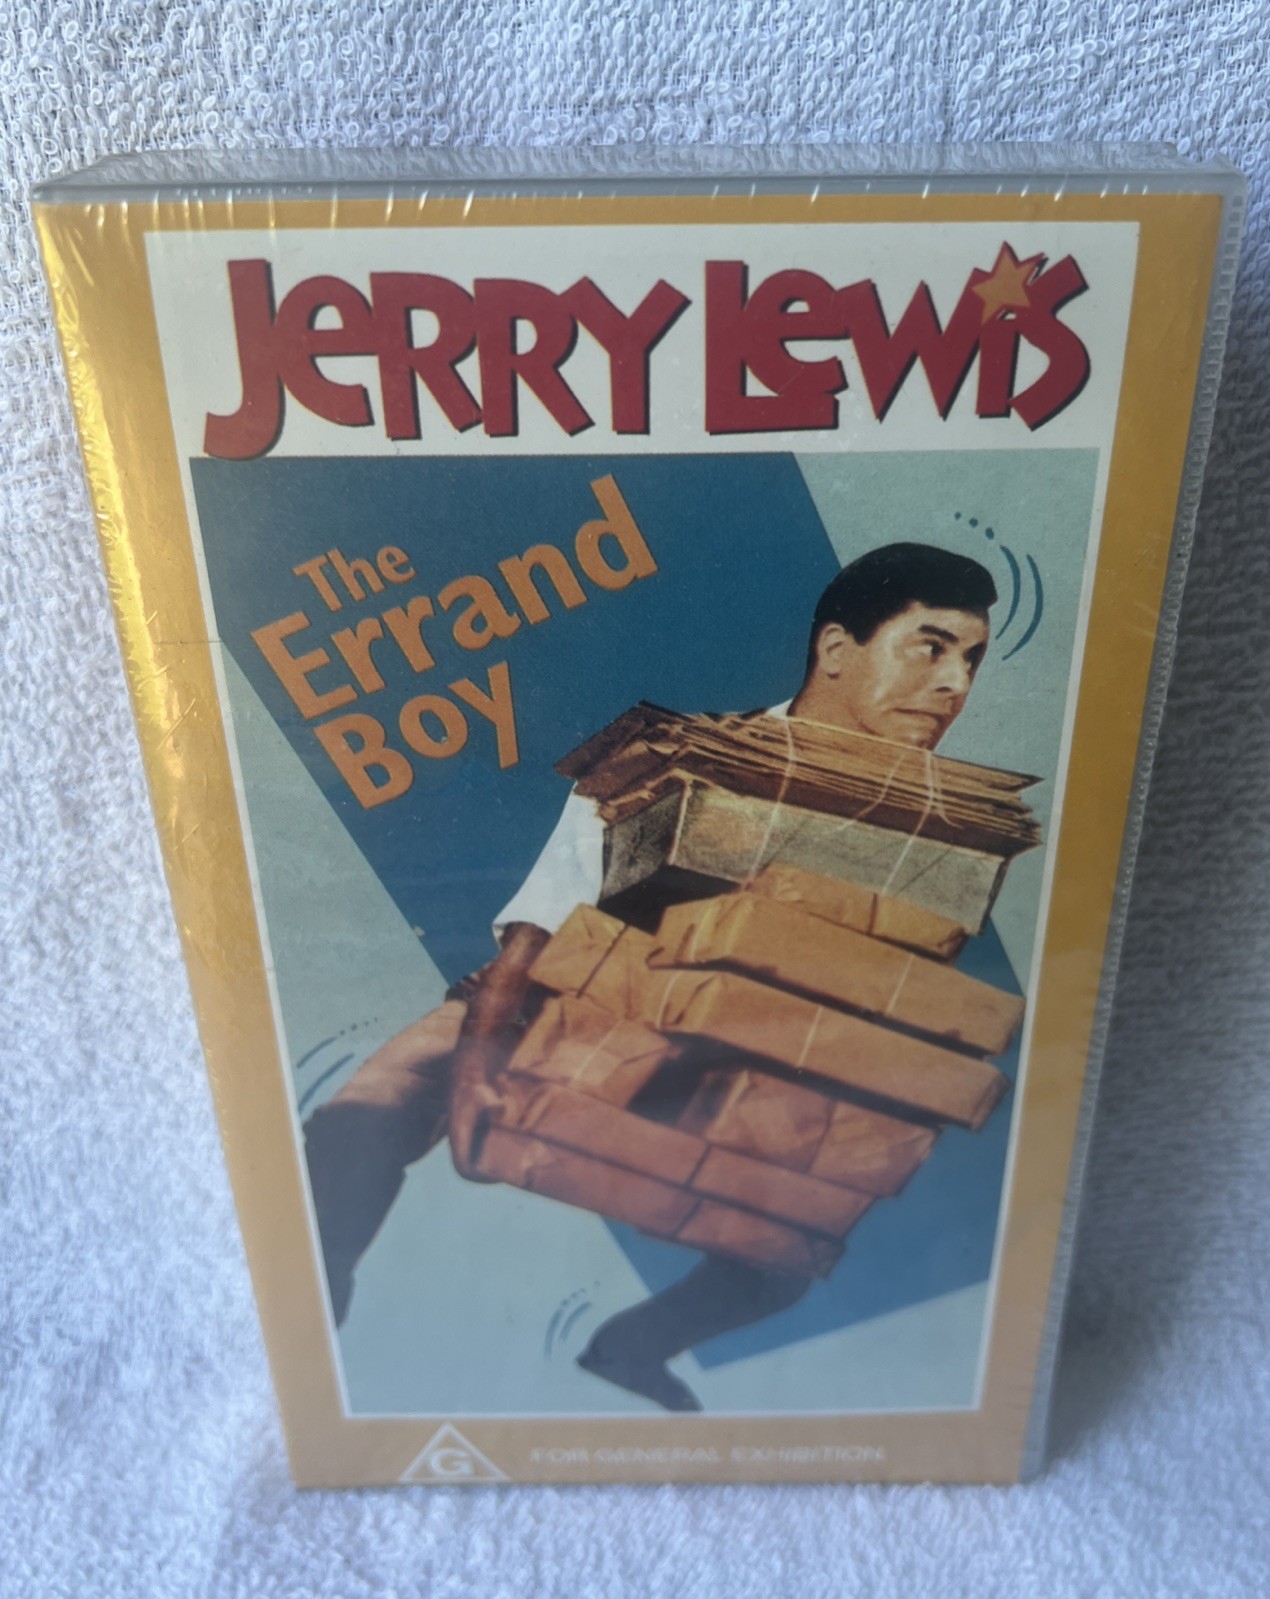 Jerry Lewis
The
Errand
Boy
G FOR GENERAL EXHIBITION